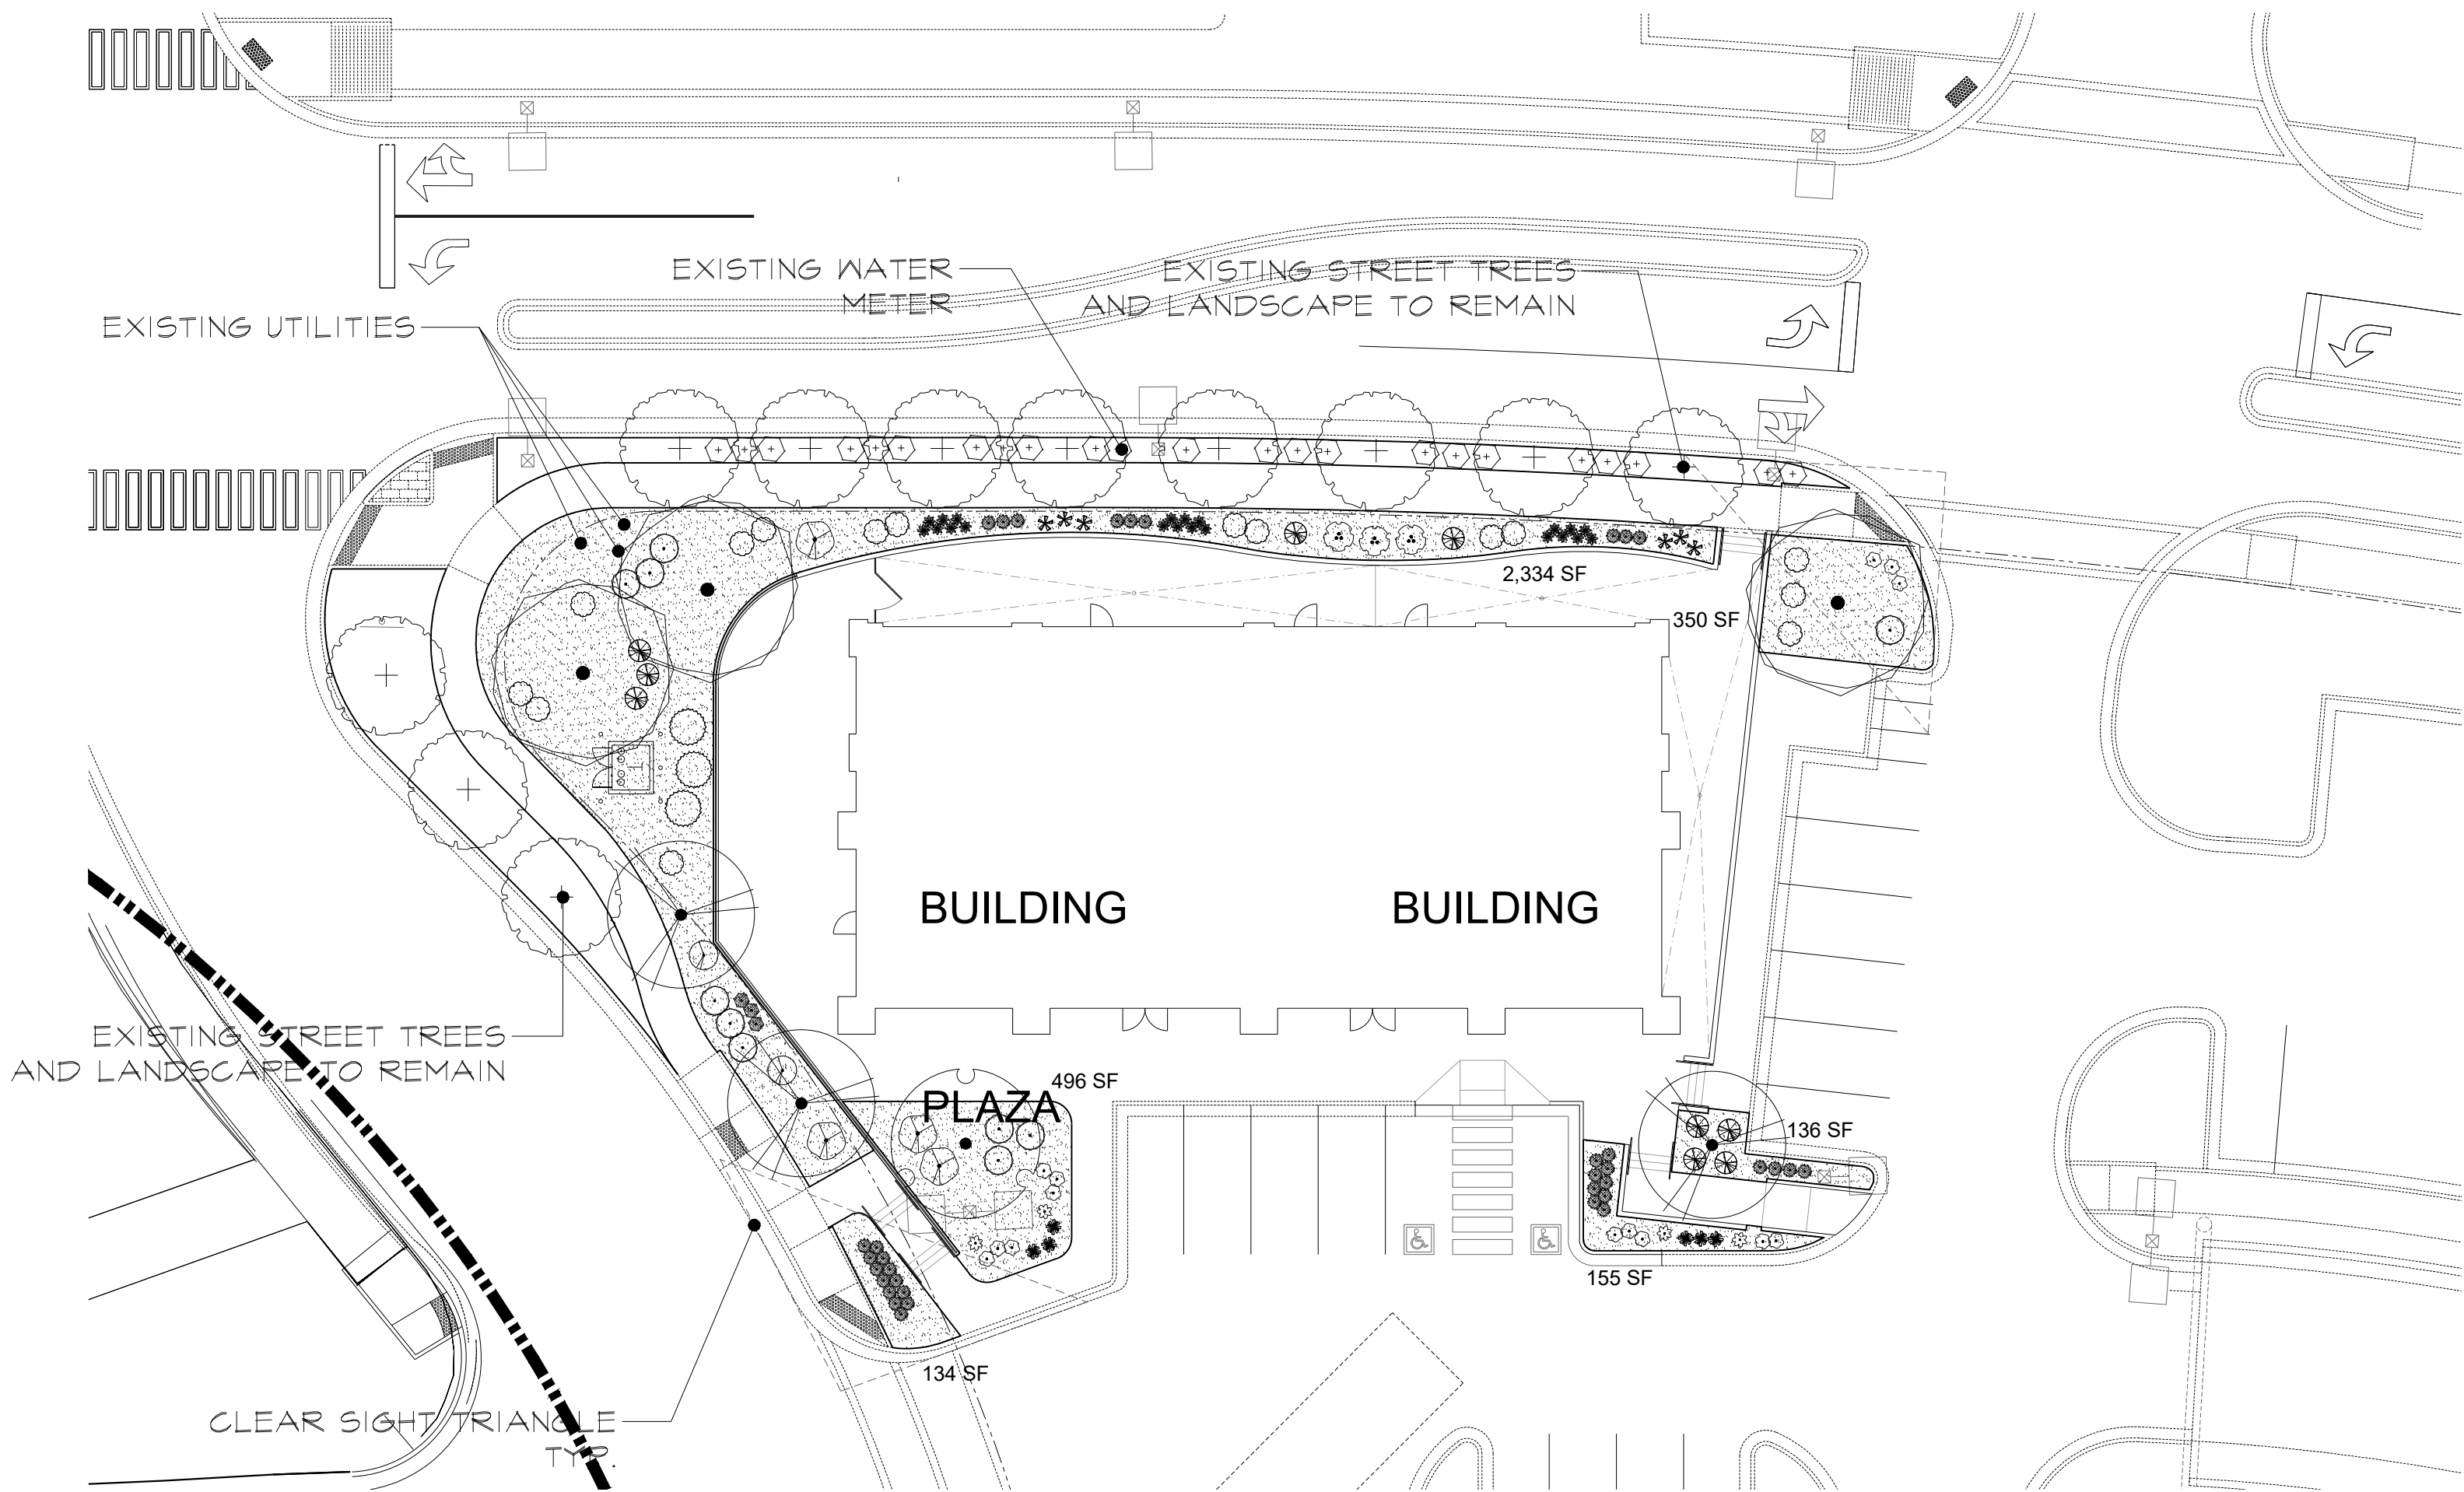 EXISTING WATER
METER
EXISTING STREET TREES
AND LANDSCAPE TO REMAIN
EXISTING UTILITIES
2,334 SF
350 SF
BUILDING
BUILDING
EXISTING STREET TREES
AND LANDSCAPE TO REMAIN
496 SF
PLAZA
136 SF
155 SF
134 SF
CLEAR SIGHT TRIANGLE
TYP.